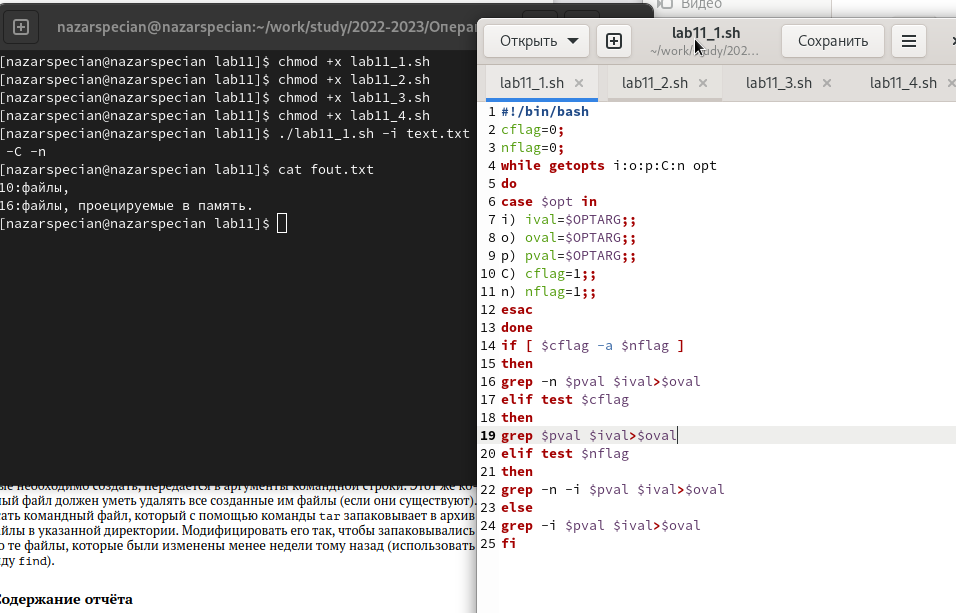 Видео
nazarspecian@nazarspecian:~/work/study/2022-2023/Опера
[nazarspecian@nazarspecian lab11]$ chmod +x lab11_1.sh
[nazarspecian@nazarspecian lab11]$ chmod +x lab11_2.sh
[nazarspecian@nazarspecian lab11]$ chmod +x lab11_3.sh
[nazarspecian@nazarspecian lab11]$ chmod +x lab11_4.sh
[nazarspecian@nazarspecian lab11]$ ./lab11_1.sh -i text.txt
-C -n
[nazarspecian@nazarspecian lab11]$ cat fout.txt
10:файлы,
16:файлы, проецируемые в память.
[nazarspecian@nazarspecian lab11]$
Открыть
lab11_1.sh
~/work/study/202...
Сохранить
lab11_1.sh × lab11_2.sh × lab11_3.sh × lab11_4.sh ×
1 #!/bin/bash
2 cflag=0;
3 nflag=0;
4 while getopts i:o:p:C:n opt
5 do
6 case $opt in
7 i) ival=$OPTARG;;
8 o) oval=$OPTARG;;
9 p) pval=$OPTARG;;
10 C) cflag=1;;
11 n) nflag=1;;
12 esac
13 done
14 if [ $cflag -a $nflag ]
15 then
16 grep -n $pval $ival>$oval
17 elif test $cflag
18 then
19 grep $pval $ival>$oval
20 elif test $nflag
21 then
22 grep -n -i $pval $ival>$oval
23 else
24 grep -i $pval $ival>$oval
25 fi
ые необходимо создать, передаётся в аргументы командной строки. Этот же ко-
ный файл должен уметь удалять все созданные им файлы (если они существуют).
сать командный файл, который с помощью команды tar запаковывает в архив
йлы в указанной директории. Модифицировать его так, чтобы запаковывались
о те файлы, которые были изменены менее недели тому назад (использовать
ду find).
Содержание отчёта